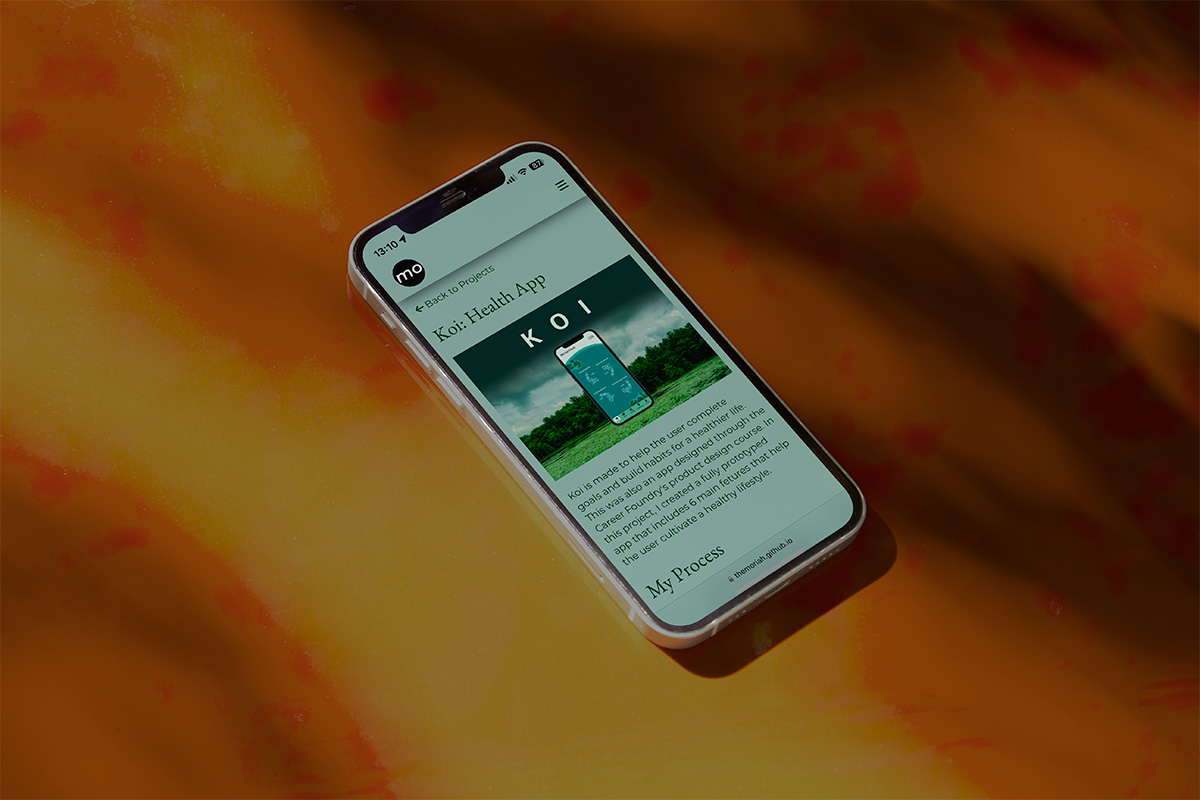 13:10
87
mo
← Back to Projects
Koi: Health App
KOI
Koi is made to help the user complete
goals and build habits for a healthier life.
This was also an app designed through the
Career Foundry's product design course. In
this project, I created a fully prototyped
app that includes 6 main fetures that help
the user cultivate a healthy lifestyle.
My Process
themoriah.github.io